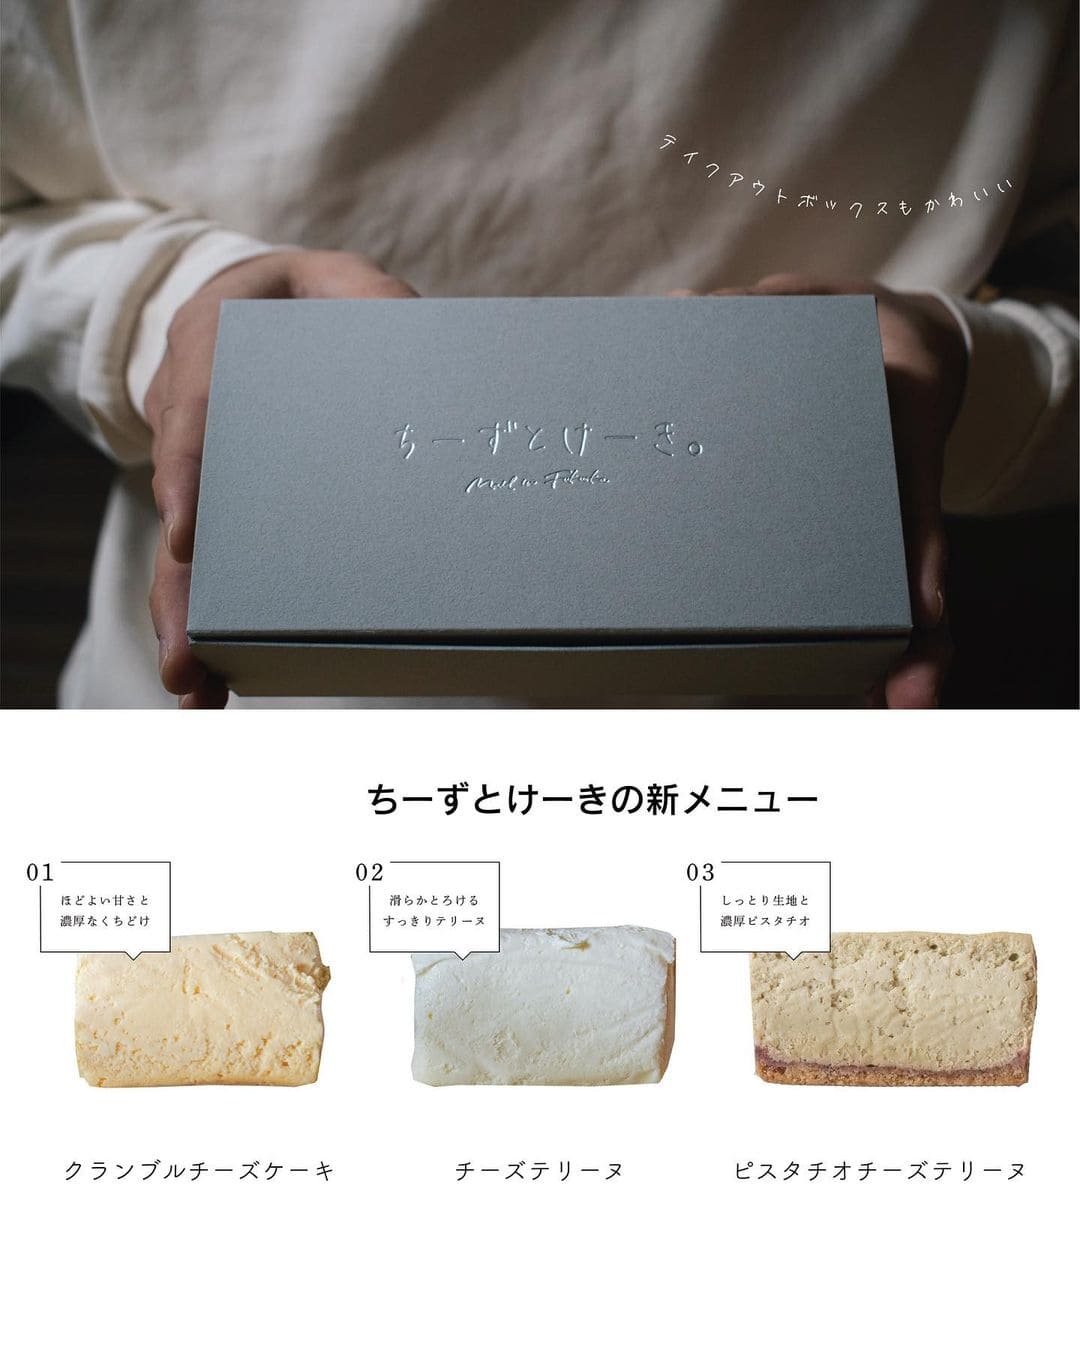 テイクアウトボックスもかわいい
ちーずとけーき。
ちーずとけーきの新メニュー
01
ほどよい甘さと
濃厚なくちどけ
02
滑らかとろける
すっきりテリーヌ
03
しっとり生地と
濃厚ピスタチオ
クランブルチーズケーキ
チーズテリーヌ
ピスタチオチーズテリーヌ